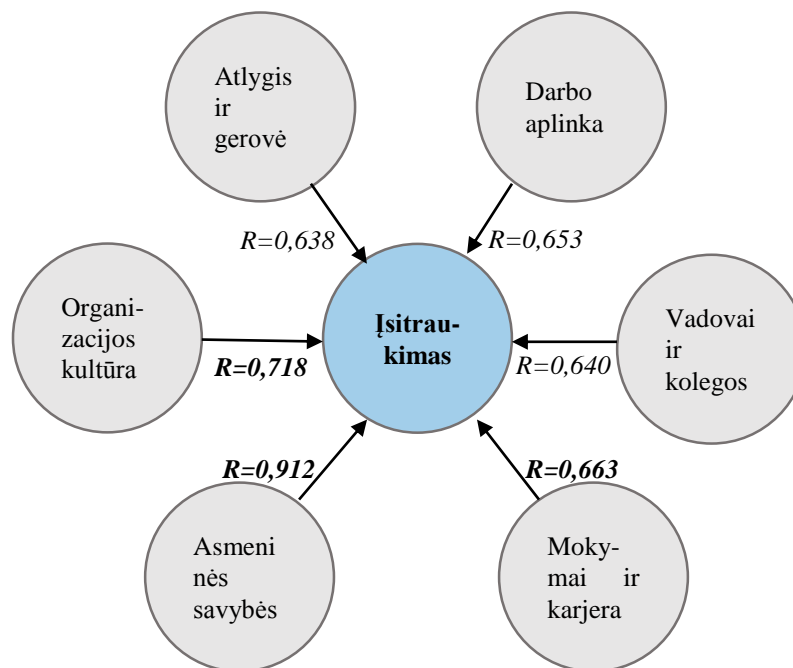 Atlygis
ir
gerovė
Darbo
aplinka
R=0,638
R=0,653
Organi-
zacijos
kultūra
Įsitrau-
kimas
Vadovai
ir
kolegos
R=0,718
R=0,640
R=0,912
R=0,663
Asmeni
nės
savybės
Moky-
mai ir
karjera